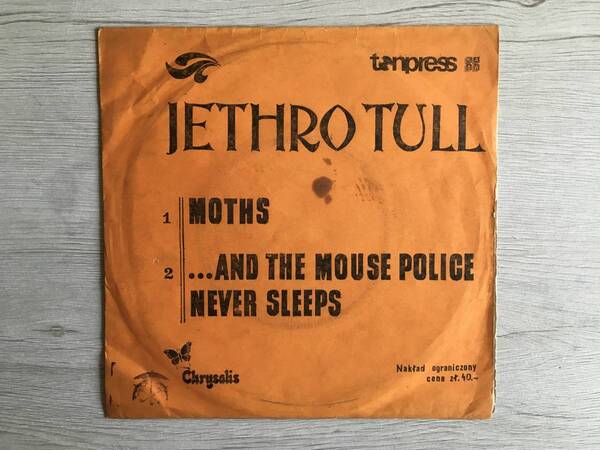 tonpress
JETHRO TULL
1 MOTHS
2 ...AND THE MOUSE POLICE
NEVER SLEEPS
Chrysalis
Nakład ograniczony
cena zł. 40.-